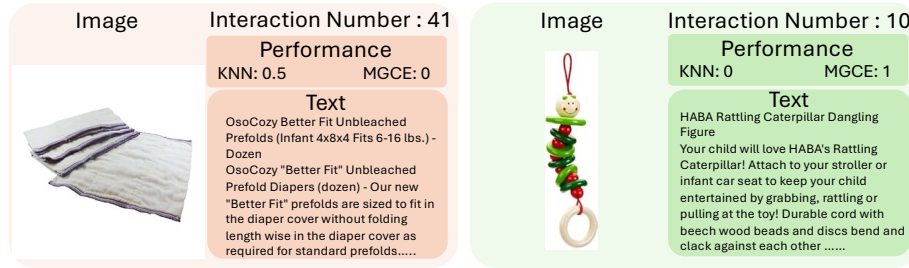 Image
Interaction Number : 41
Performance
KNN: 0.5 MGCE: 0
Text
OsoCozy Better Fit Unbleached
Prefolds (Infant 4x8x4 Fits 6-16 lbs.) -
Dozen
OsoCozy "Better Fit" Unbleached
Prefold Diapers (dozen) - Our new
"Better Fit" prefolds are sized to fit in
the diaper cover without folding
length wise in the diaper cover as
required for standard prefolds.....
Image
Interaction Number : 10
Performance
KNN: 0 MGCE: 1
Text
HABA Rattling Caterpillar Dangling
Figure
Your child will love HABA's Rattling
Caterpillar! Attach to your stroller or
infant car seat to keep your child
entertained by grabbing, rattling or
pulling at the toy! Durable cord with
beech wood beads and discs bend and
clack against each other ......